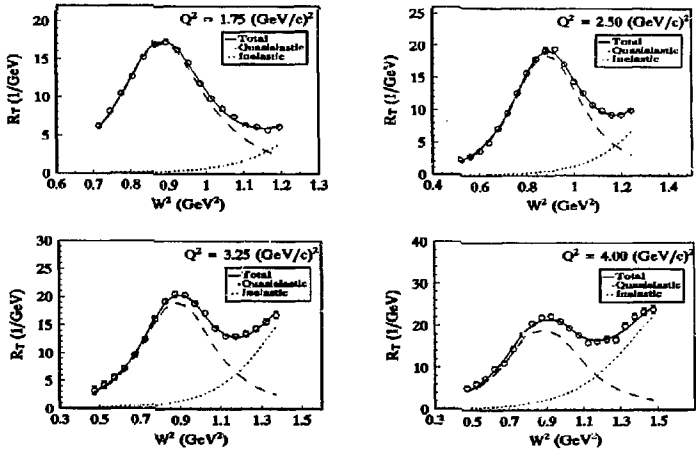 Q² = 1.75 (GeV/c)²
Total
Quasielastic
Inelastic
20
15
10
5
0
R_T (1/GeV)
0.6 0.7 0.8 0.9 1 1.1 1.2 1.3
W² (GeV²)
Q² = 2.50 (GeV/c)²
Total
Quasielastic
Inelastic
25
20
15
10
5
0
R_T (1/GeV)
0.4 0.6 0.8 1 1.2 1.4
W² (GeV²)
Q² = 3.25 (GeV/c)²
Total
Quasielastic
Inelastic
30
25
20
15
10
5
0
R_T (1/GeV)
0.3 0.5 0.7 0.9 1.1 1.3 1.5
W² (GeV²)
Q² = 4.00 (GeV/c)²
Total
Quasielastic
Inelastic
40
30
20
10
0
R_T (1/GeV)
0.3 0.5 0.7 0.9 1.1 1.3 1.5 1.7
W² (GeV²)